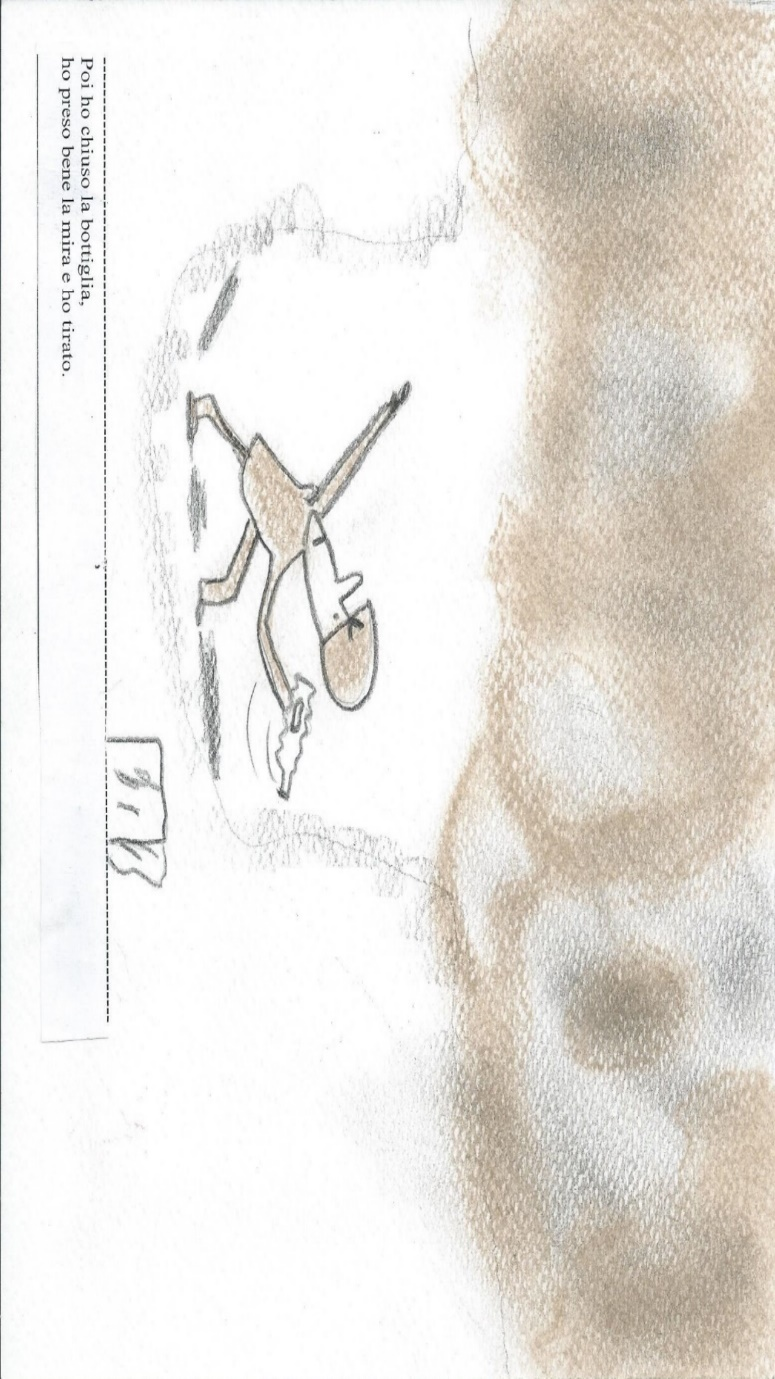 Poi ho chiuso la bottiglia,
ho preso bene la mira e ho tirato.